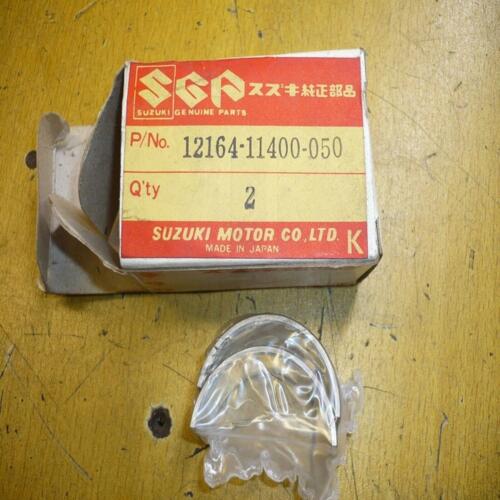 SGP スズキ純正部品
SUZUKI GENUINE PARTS
P/No. 12164-11400-050
Q'ty 2
SUZUKI MOTOR CO., LTD. K
MADE IN JAPAN